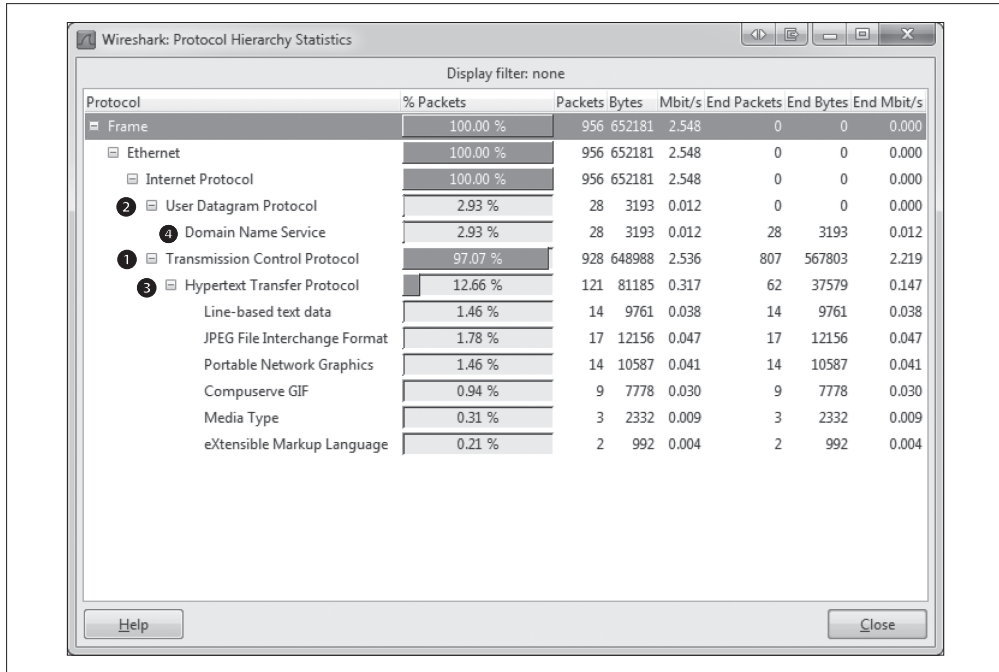 Wireshark: Protocol Hierarchy Statistics
Display filter: none
Protocol % Packets Packets Bytes Mbit/s End Packets End Bytes End Mbit/s
Frame 100.00 % 956 652181 2.548 0 0 0.000
Ethernet 100.00 % 956 652181 2.548 0 0 0.000
Internet Protocol 100.00 % 956 652181 2.548 0 0 0.000
2 User Datagram Protocol 2.93 % 28 3193 0.012 0 0 0.000
4 Domain Name Service 2.93 % 28 3193 0.012 28 3193 0.012
1 Transmission Control Protocol 97.07 % 928 648988 2.536 807 567803 2.219
3 Hypertext Transfer Protocol 12.66 % 121 81185 0.317 62 37579 0.147
Line-based text data 1.46 % 14 9761 0.038 14 9761 0.038
JPEG File Interchange Format 1.78 % 17 12156 0.047 17 12156 0.047
Portable Network Graphics 1.46 % 14 10587 0.041 14 10587 0.041
Compuserve GIF 0.94 % 9 7778 0.030 9 7778 0.030
Media Type 0.31 % 3 2332 0.009 3 2332 0.009
eXtensible Markup Language 0.21 % 2 992 0.004 2 992 0.004
Help Close